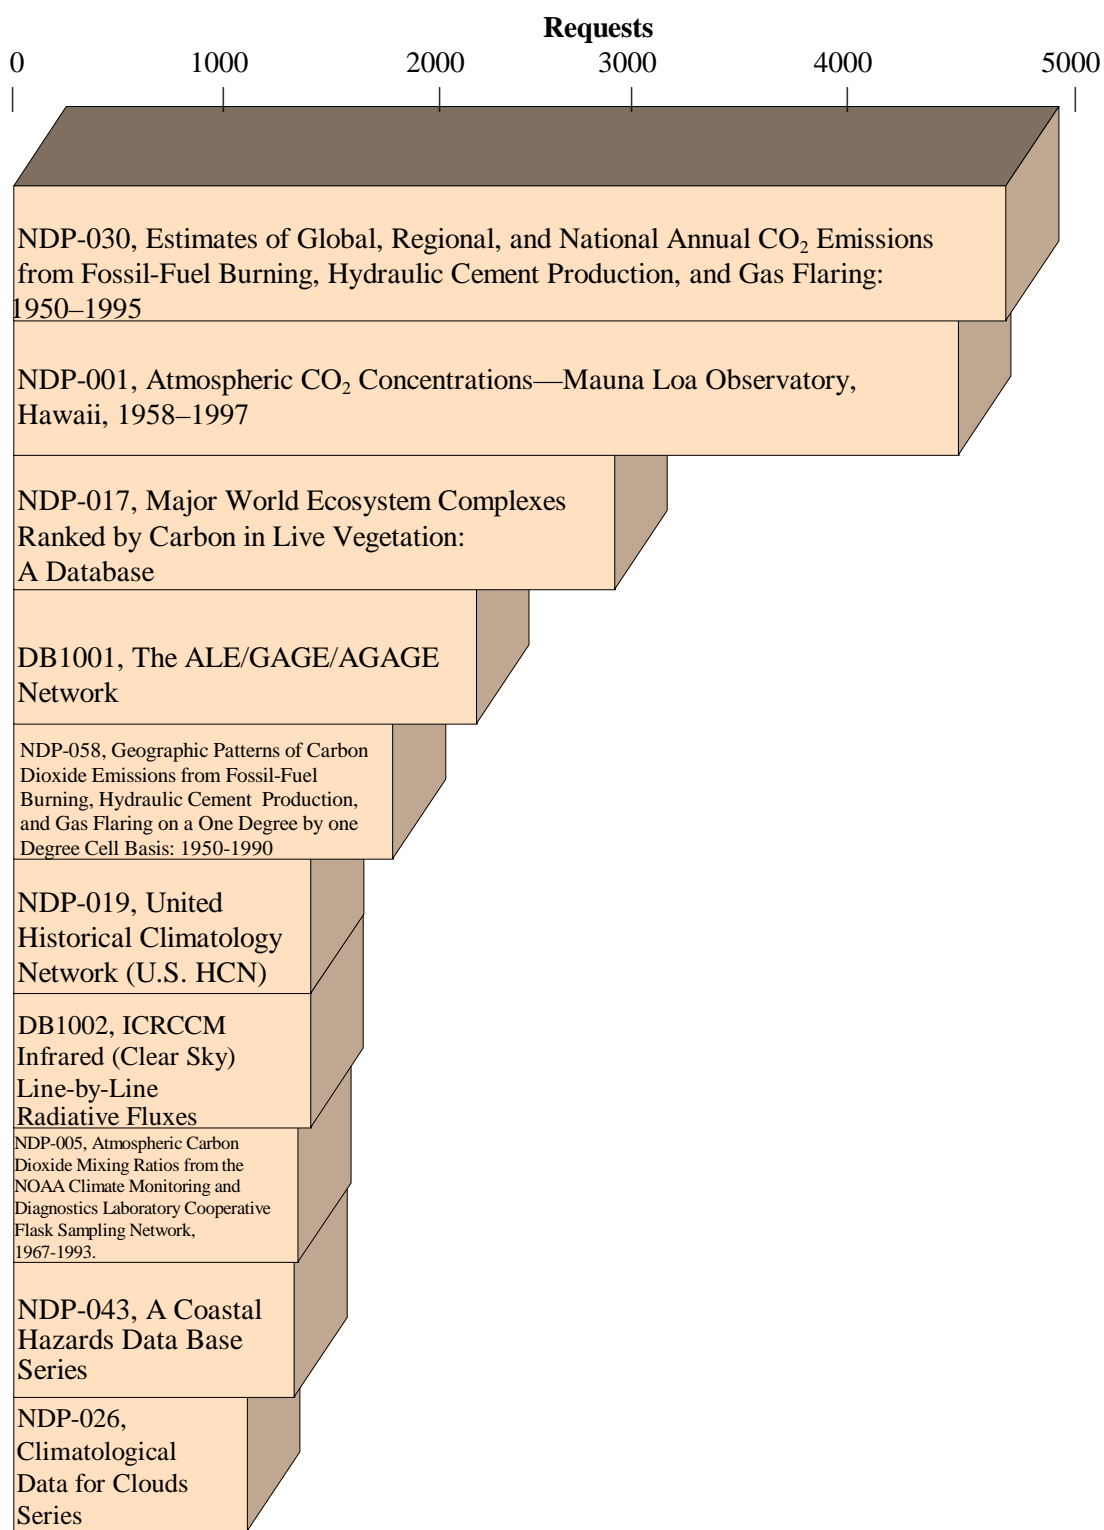 Requests
0 1000 2000 3000 4000 5000
NDP-030, Estimates of Global, Regional, and National Annual CO₂ Emissions
from Fossil-Fuel Burning, Hydraulic Cement Production, and Gas Flaring:
1950–1995
NDP-001, Atmospheric CO₂ Concentrations—Mauna Loa Observatory,
Hawaii, 1958–1997
NDP-017, Major World Ecosystem Complexes
Ranked by Carbon in Live Vegetation:
A Database
DB1001, The ALE/GAGE/AGAGE
Network
NDP-058, Geographic Patterns of Carbon
Dioxide Emissions from Fossil-Fuel
Burning, Hydraulic Cement Production,
and Gas Flaring on a One Degree by one
Degree Cell Basis: 1950-1990
NDP-019, United
Historical Climatology
Network (U.S. HCN)
DB1002, ICRCCM
Infrared (Clear Sky)
Line-by-Line
Radiative Fluxes
NDP-005, Atmospheric Carbon
Dioxide Mixing Ratios from the
NOAA Climate Monitoring and
Diagnostics Laboratory Cooperative
Flask Sampling Network,
1967-1993.
NDP-043, A Coastal
Hazards Data Base
Series
NDP-026,
Climatological
Data for Clouds
Series